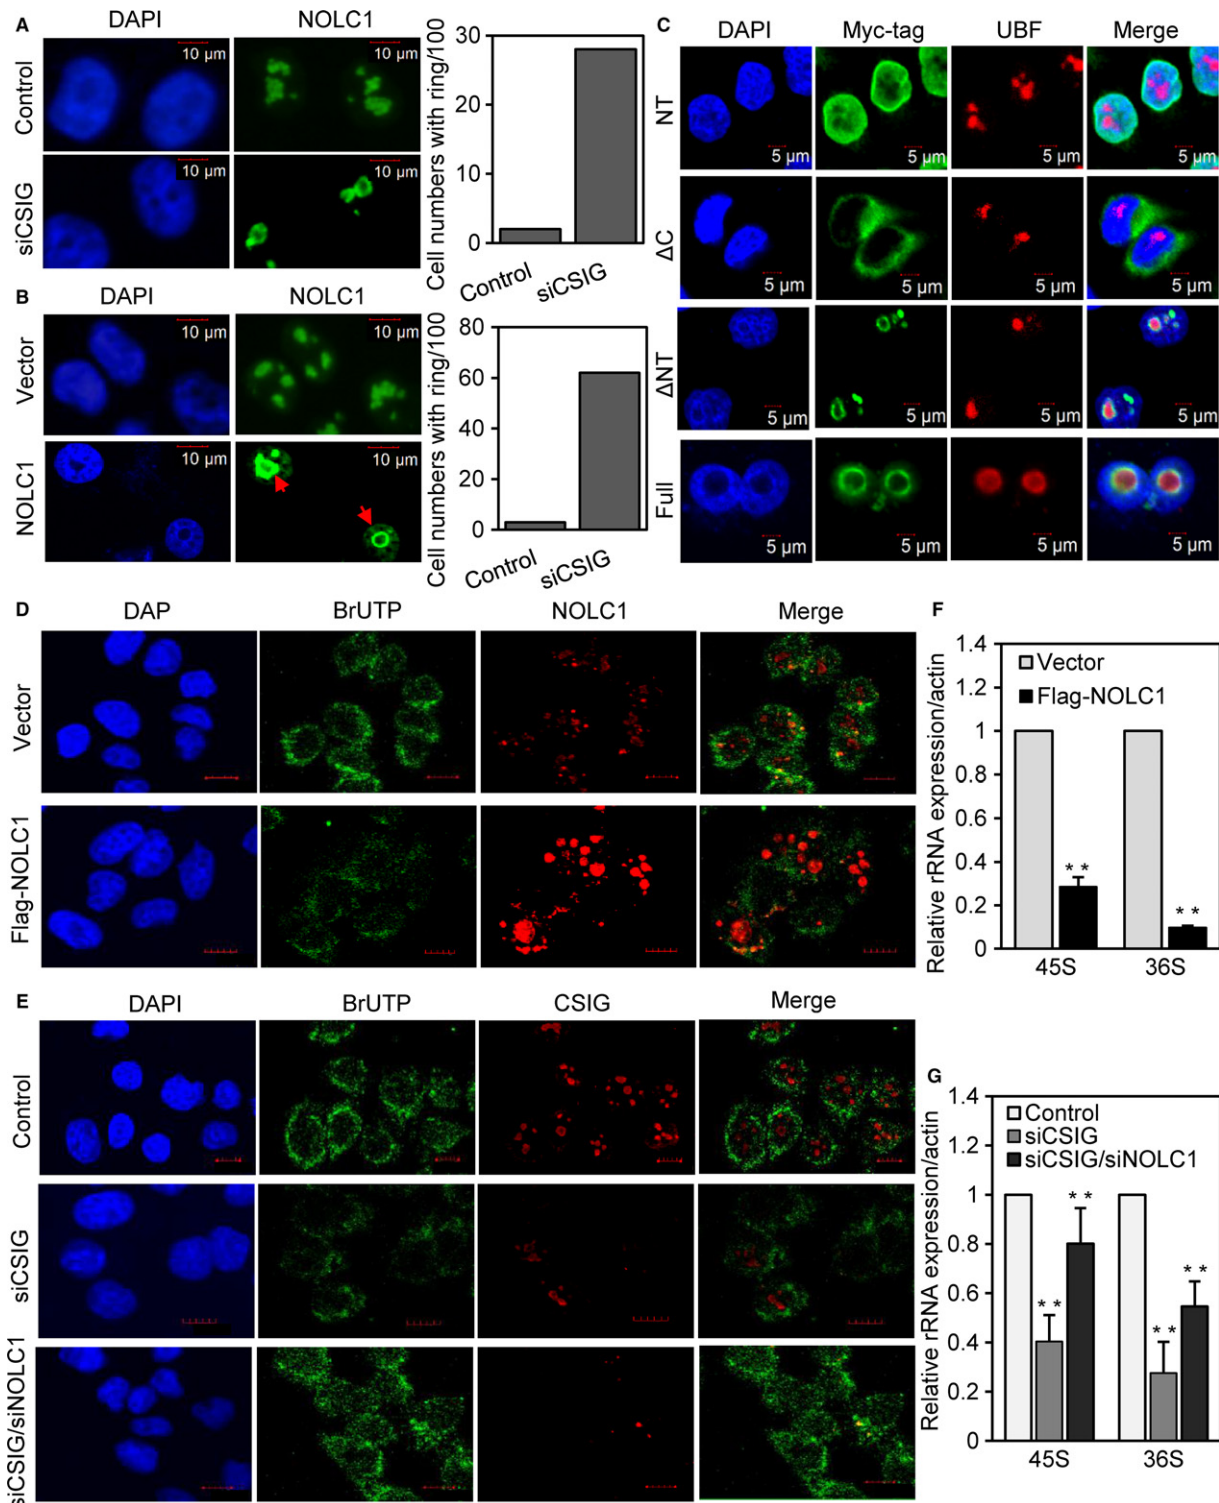 A
DAPI
NOLC1
Control
10 µm
10 µm
siCSIG
10 µm
10 µm
Cell numbers with ring/100
30
20
10
0
Control
siCSIG
B
DAPI
NOLC1
Vector
10 µm
10 µm
NOLC1
10 µm
10 µm
Cell numbers with ring/100
80
60
40
20
0
Control
siCSIG
C
DAPI
Myc-tag
UBF
Merge
NT
5 µm
5 µm
5 µm
5 µm
ΔC
5 µm
5 µm
5 µm
5 µm
ΔNT
5 µm
5 µm
5 µm
5 µm
Full
5 µm
5 µm
5 µm
5 µm
D
DAP
BrUTP
NOLC1
Merge
Vector
Flag-NOLC1
E
DAPI
BrUTP
CSIG
Merge
Control
siCSIG
siCSIG/siNOLC1
F
Relative rRNA expression/actin
1.4
1.2
1
0.8
0.6
0.4
0.2
0
Vector
Flag-NOLC1
* *
* *
45S
36S
G
Relative rRNA expression/actin
1.4
1.2
1
0.8
0.6
0.4
0.2
0
Control
siCSIG
siCSIG/siNOLC1
* *
* *
* *
* *
45S
36S